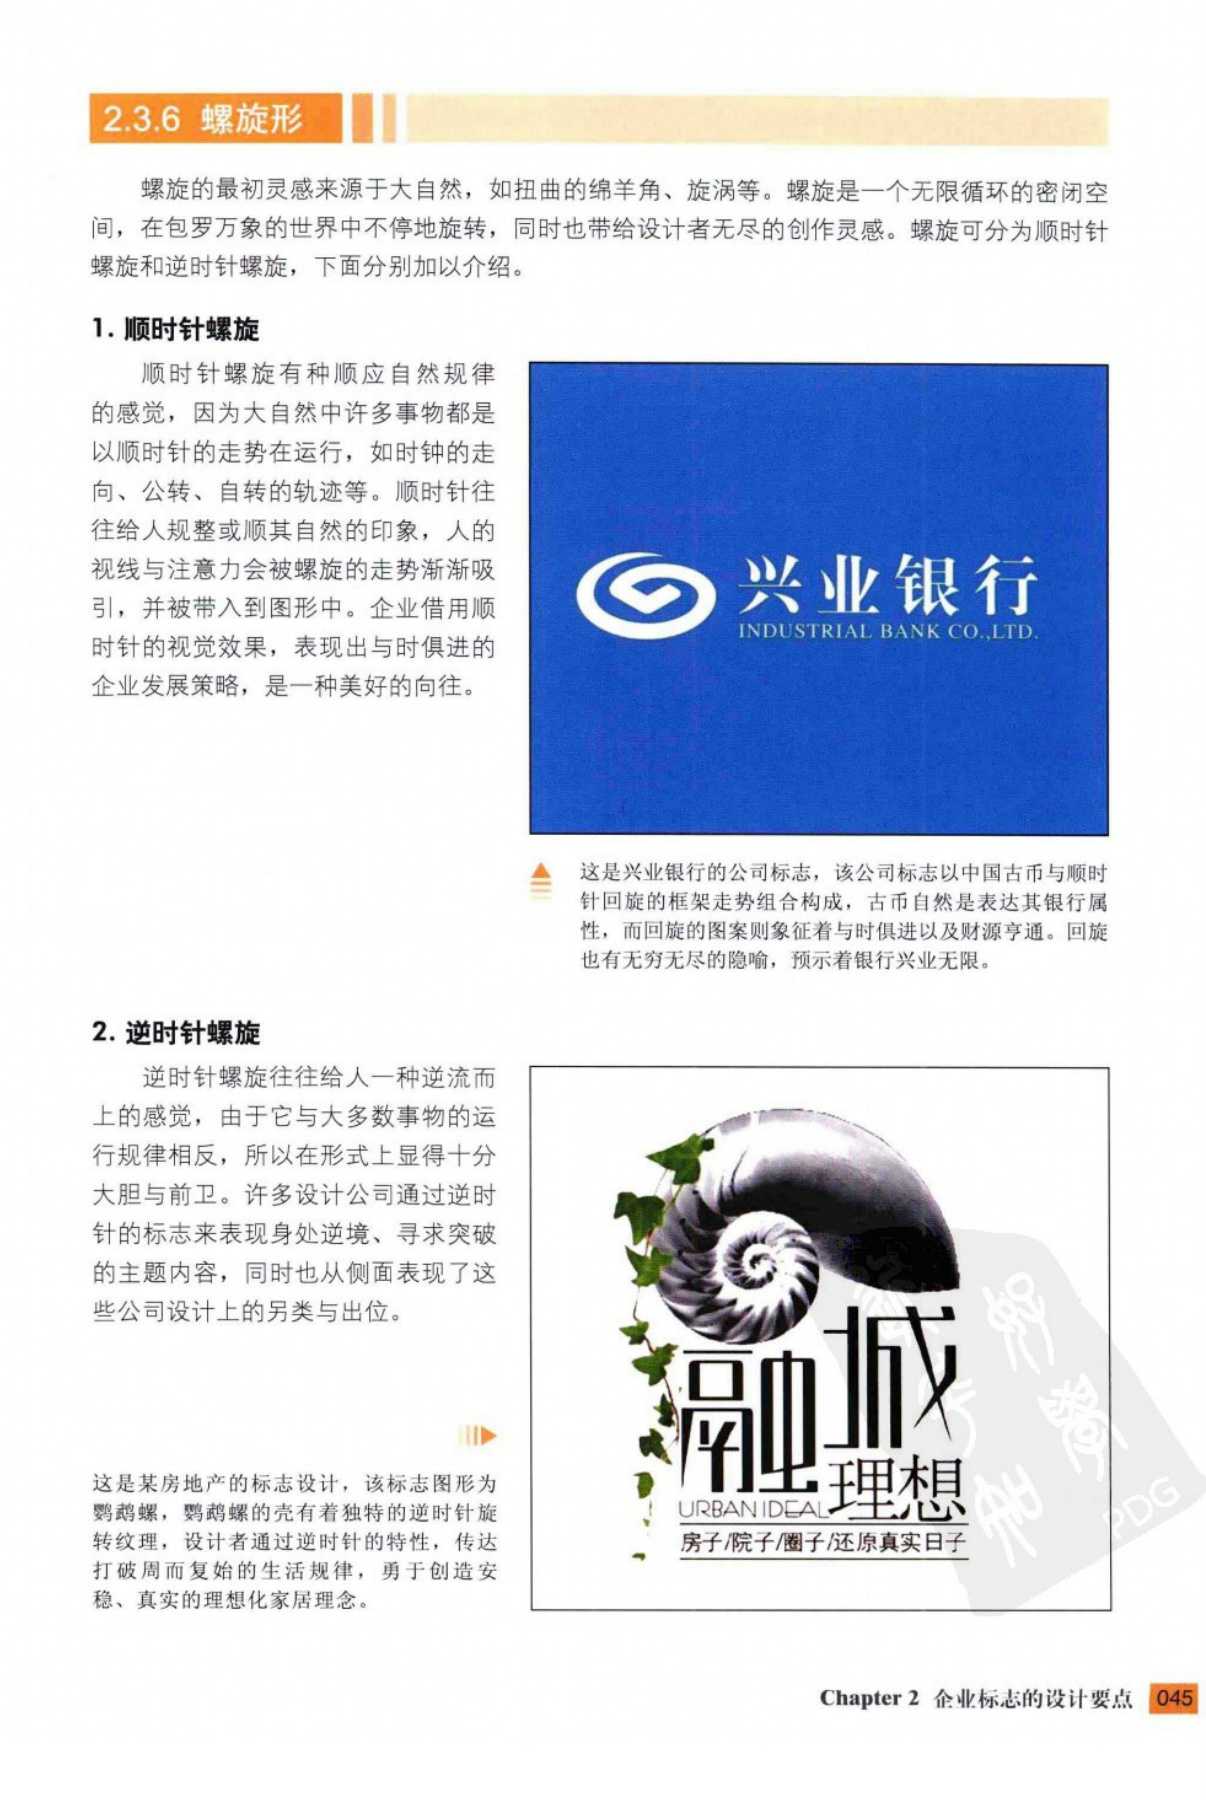 2.3.6 螺旋形
螺旋的最初灵感来源于大自然，如扭曲的绵羊角、旋涡等。螺旋是一个无限循环的密闭空
间，在包罗万象的世界中不停地旋转，同时也带给设计者无尽的创作灵感。螺旋可分为顺时针
螺旋和逆时针螺旋，下面分别加以介绍。
1. 顺时针螺旋
顺时针螺旋有种顺应自然规律
的感觉，因为大自然中许多事物都是
以顺时针的走势在运行，如时钟的走
向、公转、自转的轨迹等。顺时针往
往给人规整或顺其自然的印象，人的
视线与注意力会被螺旋的走势渐渐吸
引，并被带入到图形中。企业借用顺
时针的视觉效果，表现出与时俱进的
企业发展策略，是一种美好的向往。
兴业银行
INDUSTRIAL BANK CO.,LTD.
这是兴业银行的公司标志，该公司标志以中国古币与顺时
针回旋的框架走势组合构成，古币自然是表达其银行属
性，而回旋的图案则象征着与时俱进以及财源亨通。回旋
也有无穷无尽的隐喻，预示着银行兴业无限。
2. 逆时针螺旋
逆时针螺旋往往给人一种逆流而
上的感觉，由于它与大多数事物的运
行规律相反，所以在形式上显得十分
大胆与前卫。许多设计公司通过逆时
针的标志来表现身处逆境、寻求突破
的主题内容，同时也从侧面表现了这
些公司设计上的另类与出位。
这是某房地产的标志设计，该标志图形为
鹦鹉螺，鹦鹉螺的壳有着独特的逆时针旋
转纹理，设计者通过逆时针的特性，传达
打破周而复始的生活规律，勇于创造安
稳、真实的理想化家居理念。
融城
理想
URBAN IDEAL
房子/院子/圈子/还原真实日子
PDG
Chapter 2 企业标志的设计要点 045